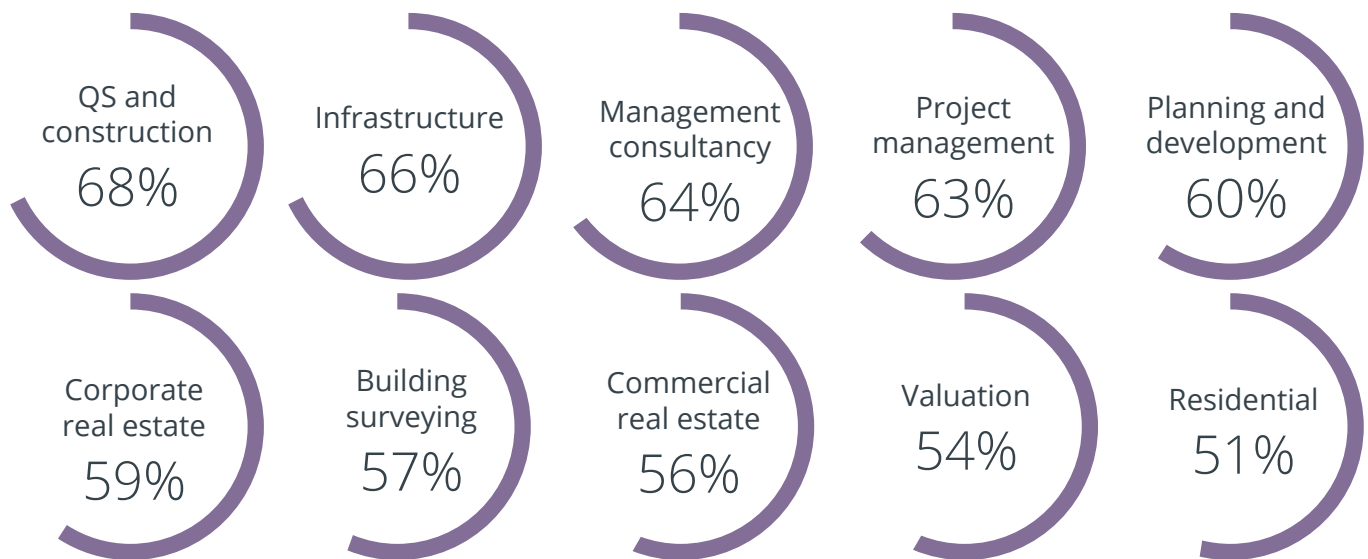 QS and
construction
68%
Infrastructure
66%
Management
consultancy
64%
Project
management
63%
Planning and
development
60%
Corporate
real estate
59%
Building
surveying
57%
Commercial
real estate
56%
Valuation
54%
Residential
51%